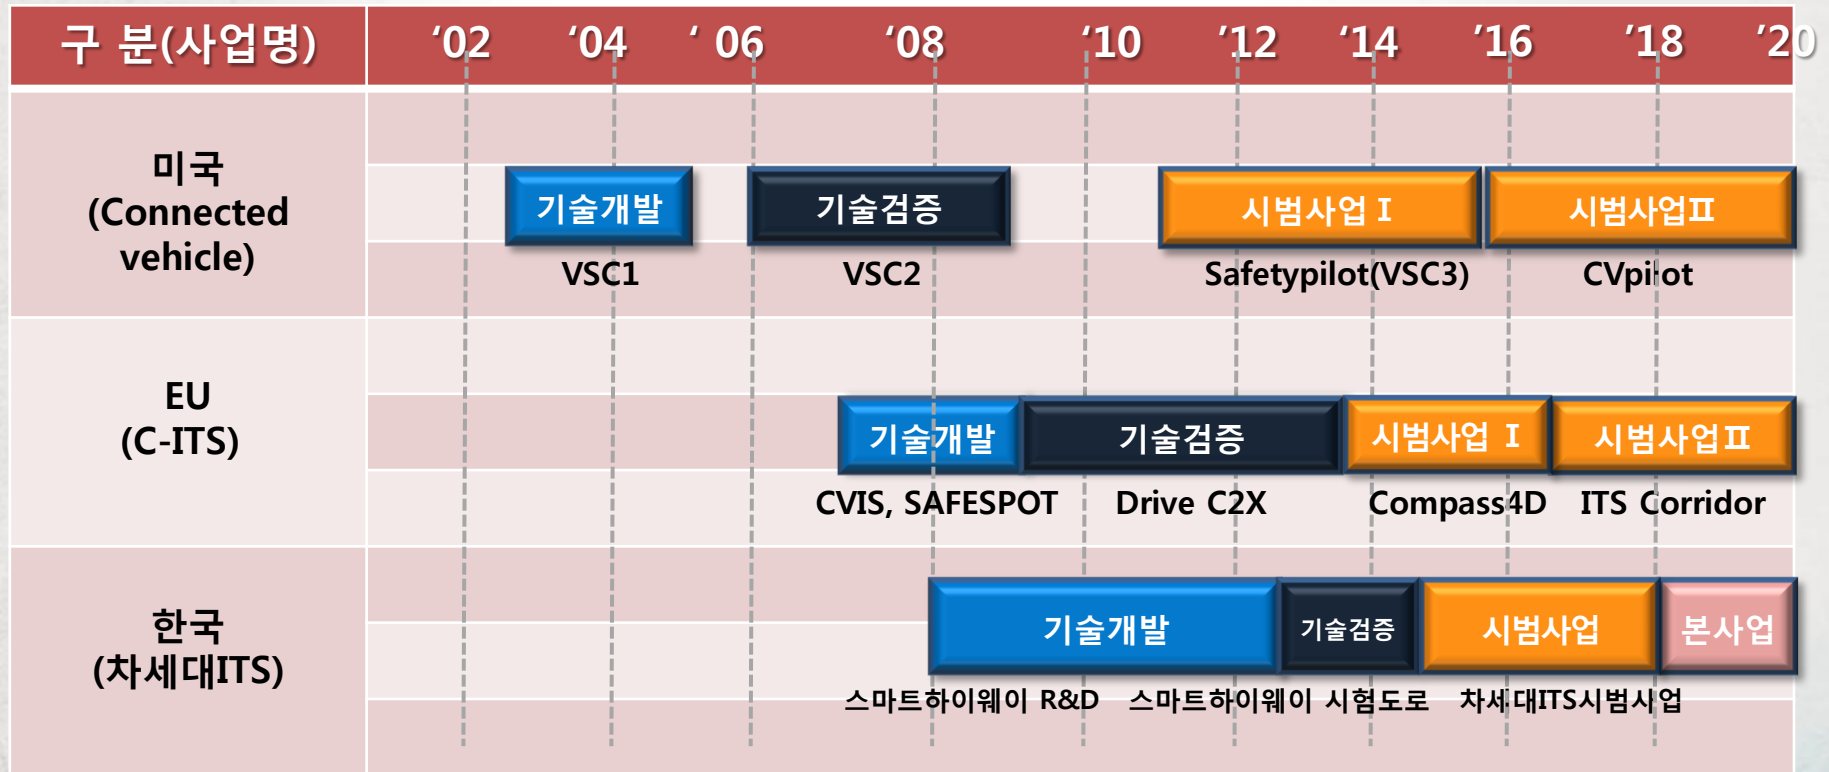 구 분(사업명) ‘02 ‘04 ‘ 06 ‘08 ‘10 ’12 ‘14 ’16 ’18 ’20
미국
(Connected
vehicle)
기술개발 기술검증 시범사업 Ⅰ 시범사업Ⅱ
VSC1 VSC2 Safetypilot(VSC3) CVpilot
EU
(C-ITS)
기술개발 기술검증 시범사업 Ⅰ 시범사업Ⅱ
CVIS, SAFESPOT Drive C2X Compass4D ITS Corridor
한국
(차세대ITS)
기술개발 기술검증 시범사업 본사업
스마트하이웨이 R&D 스마트하이웨이 시험도로 차세대ITS시범사업